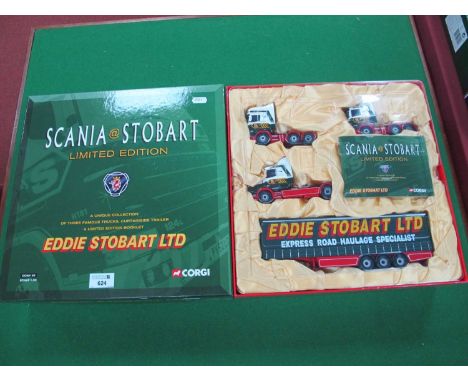 SCANIA @ STOBART
LIMITED EDITION
A UNIQUE COLLECTION
OF THREE FAMOUS TRUCKS, CURTAINSIDE TRAILER
& LIMITED EDITION BOOKLET
EDDIE STOBART LTD
CORGI
624
SCANIA @ STOBART
LIMITED EDITION
EDDIE STOBART LTD
CORGI
EDDIE STOBART LTD
EXPRESS ROAD HAULAGE SPECIALIST